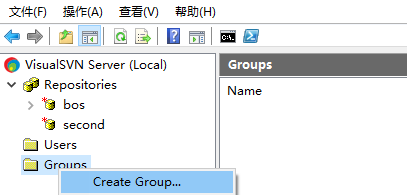 文件(F) 操作(A) 查看(V) 帮助(H)
VisualSVN Server (Local)
Repositories
bos
second
Users
Groups
Create Group...
Groups
Name